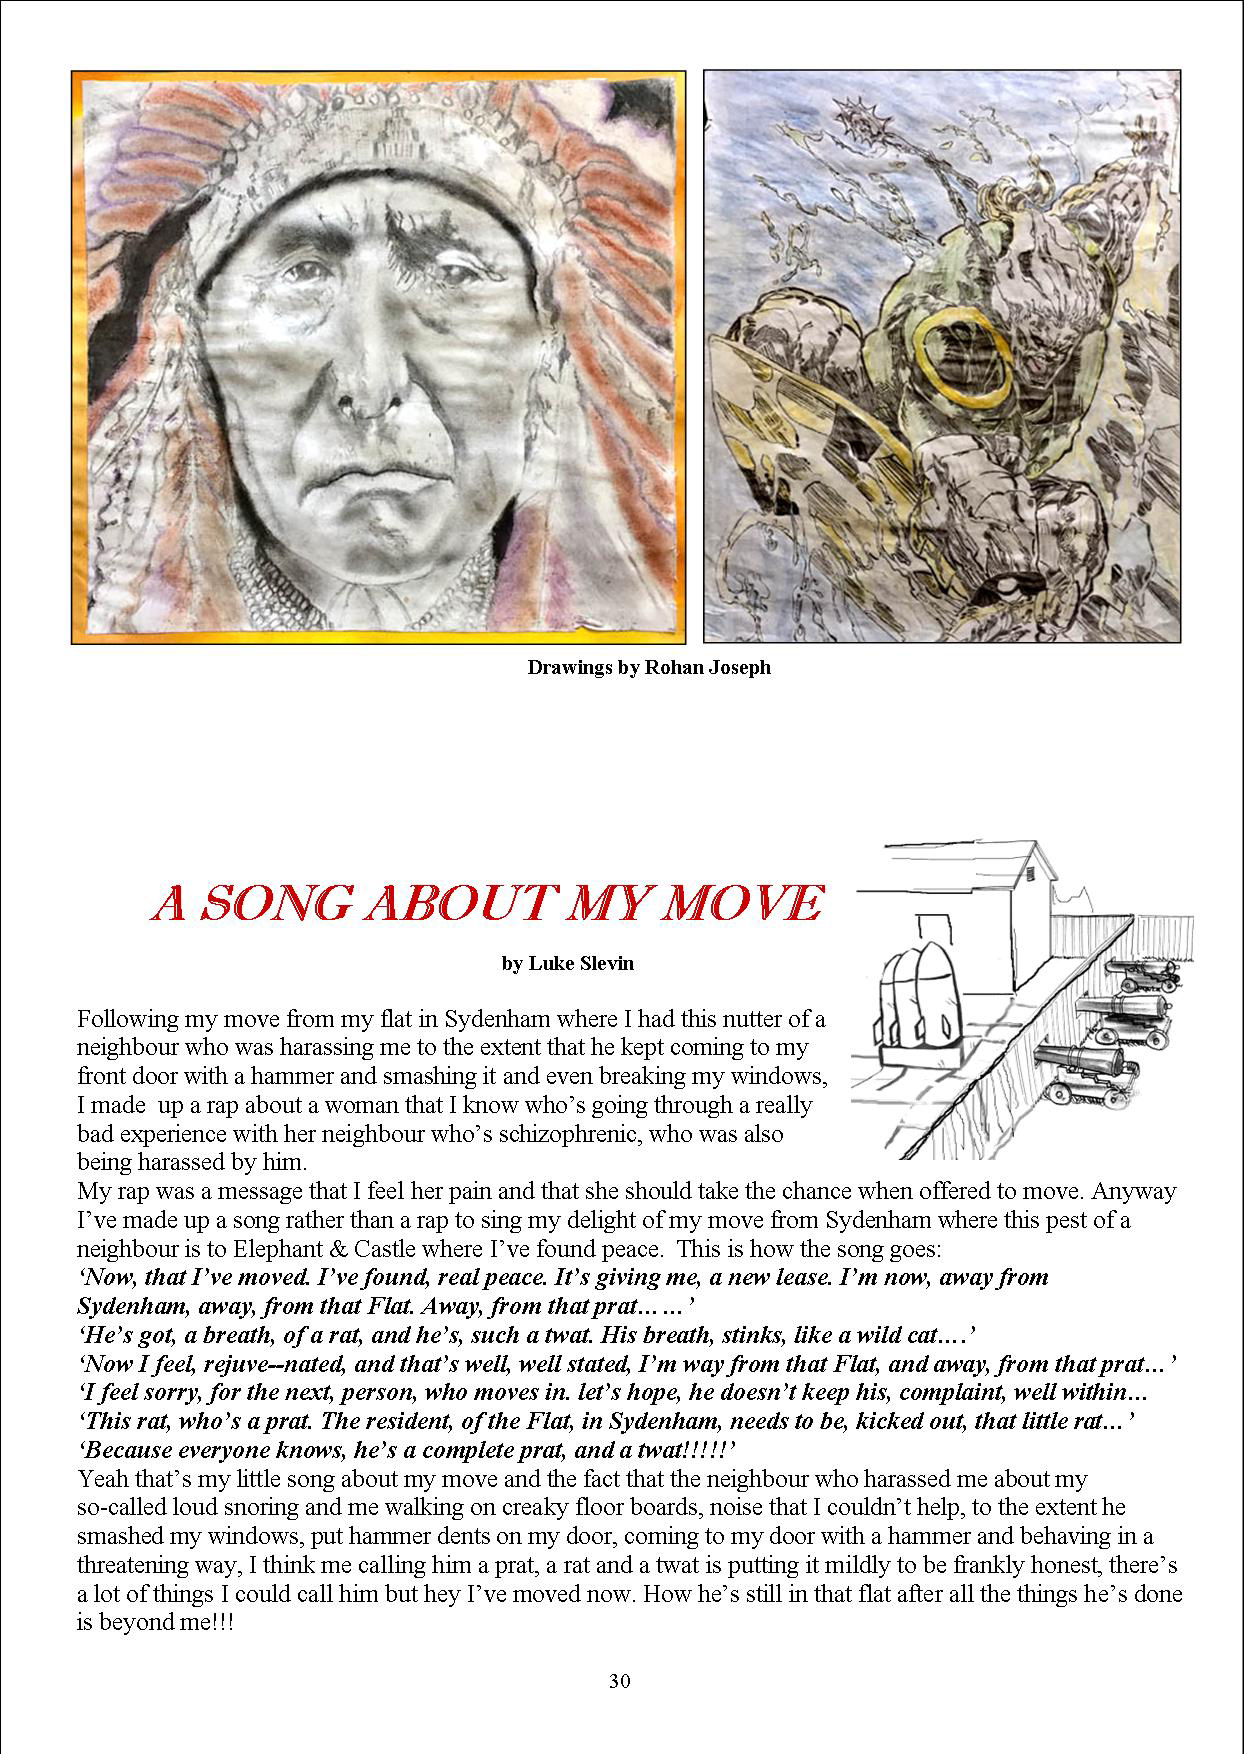 Drawings by Rohan Joseph
A SONG ABOUT MY MOVE
by Luke Slevin
Following my move from my flat in Sydenham where I had this nutter of a
neighbour who was harassing me to the extent that he kept coming to my
front door with a hammer and smashing it and even breaking my windows,
I made  up a rap about a woman that I know who’s going through a really
bad experience with her neighbour who’s schizophrenic, who was also
being harassed by him.
My rap was a message that I feel her pain and that she should take the chance when offered to move. Anyway
I’ve made up a song rather than a rap to sing my delight of my move from Sydenham where this pest of a
neighbour is to Elephant & Castle where I’ve found peace.  This is how the song goes:
‘Now, that I’ve moved. I’ve found, real peace. It’s giving me, a new lease. I’m now, away from
Sydenham, away, from that Flat. Away, from that prat… …’
‘He’s got, a breath, of a rat, and he’s, such a twat. His breath, stinks, like a wild cat….’
‘Now I feel, rejuve--nated, and that’s well, well stated, I’m way from that Flat, and away, from that prat…’
‘I feel sorry, for the next, person, who moves in. let’s hope, he doesn’t keep his, complaint, well within…
‘This rat, who’s a prat. The resident, of the Flat, in Sydenham, needs to be, kicked out, that little rat…’
‘Because everyone knows, he’s a complete prat, and a twat!!!!!’
Yeah that’s my little song about my move and the fact that the neighbour who harassed me about my
so-called loud snoring and me walking on creaky floor boards, noise that I couldn’t help, to the extent he
smashed my windows, put hammer dents on my door, coming to my door with a hammer and behaving in a
threatening way, I think me calling him a prat, a rat and a twat is putting it mildly to be frankly honest, there’s
a lot of things I could call him but hey I’ve moved now. How he’s still in that flat after all the things he’s done
is beyond me!!!
30